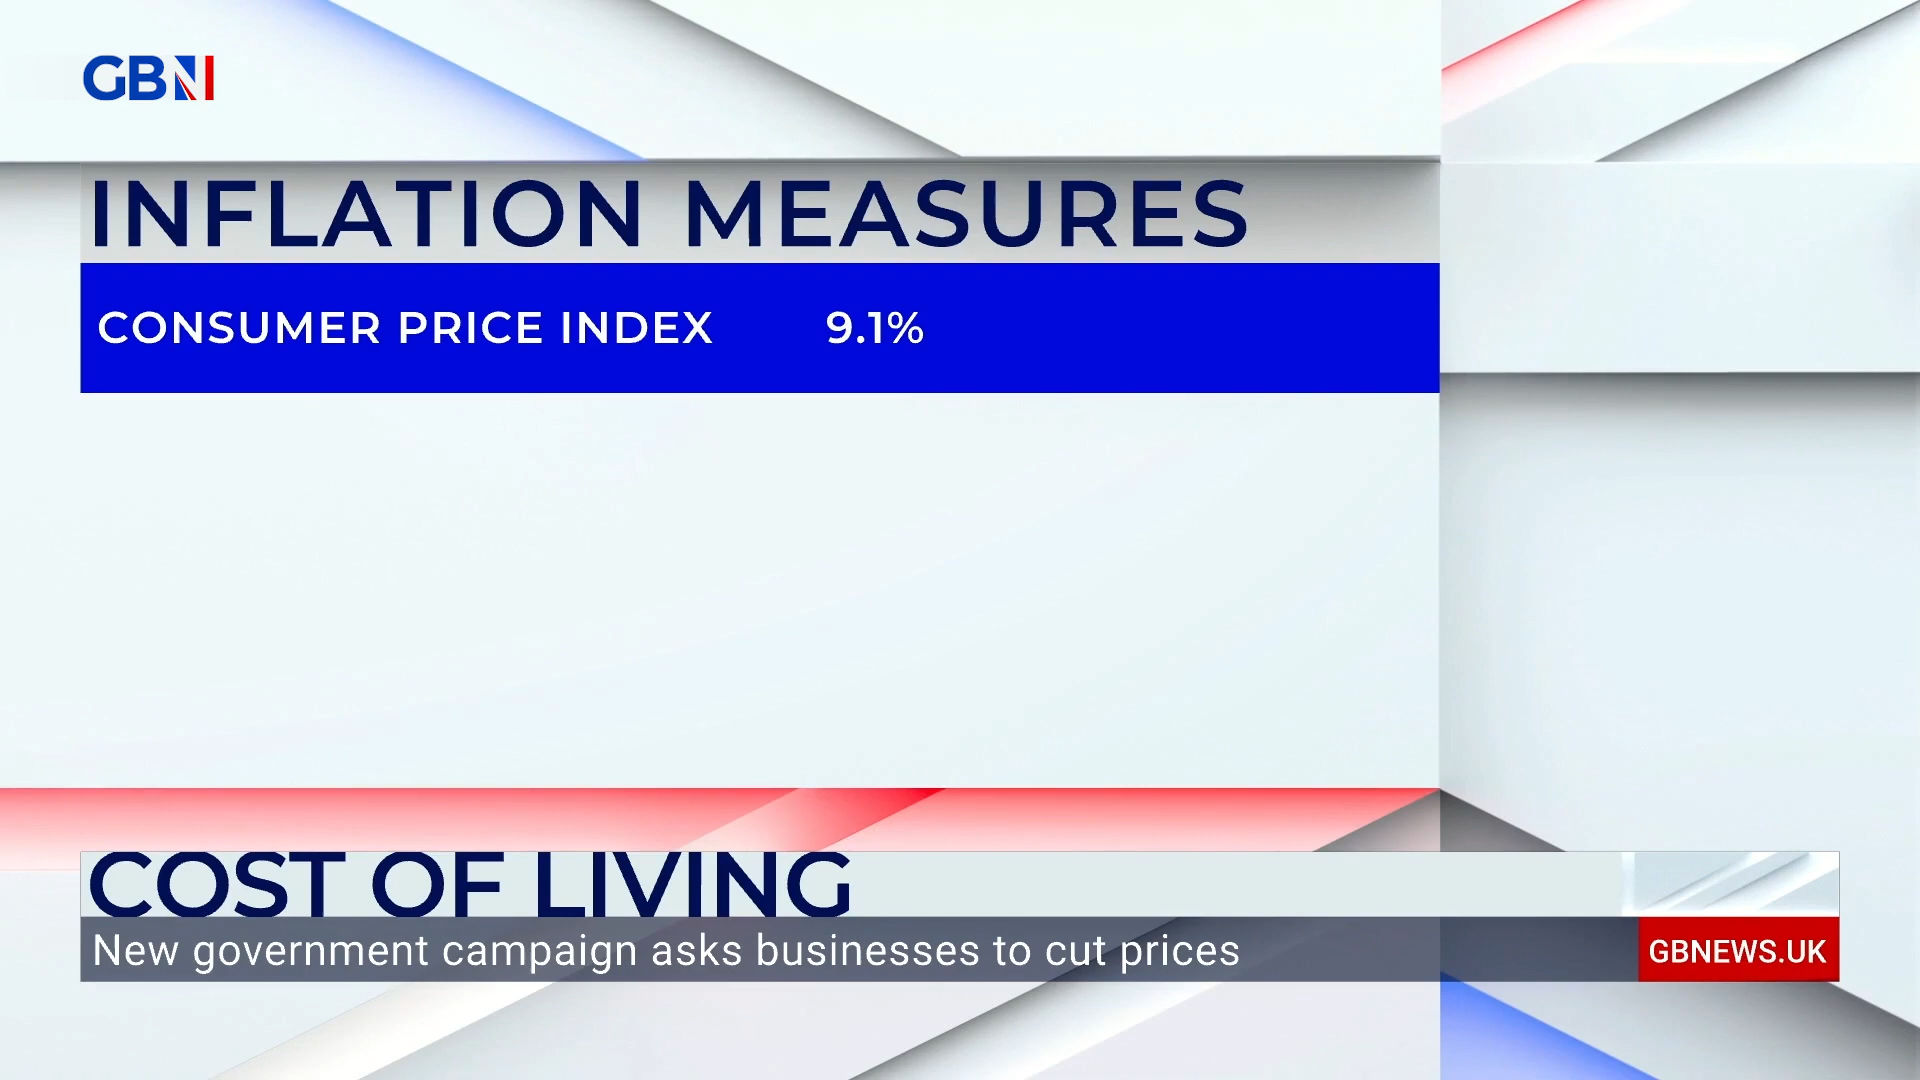 GBN
INFLATION MEASURES
CONSUMER PRICE INDEX 9.1%
COST OF LIVING
New government campaign asks businesses to cut prices
GBNEWS.UK